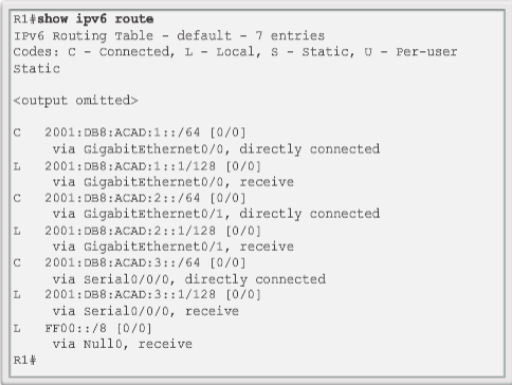 R1#show ipv6 route
IPv6 Routing Table - default - 7 entries
Codes: C - Connected, L - Local, S - Static, U - Per-user
Static
<output omitted>
C 2001:DB8:ACAD:1::/64 [0/0]
via GigabitEthernet0/0, directly connected
L 2001:DB8:ACAD:1::1/128 [0/0]
via GigabitEthernet0/0, receive
C 2001:DB8:ACAD:2::/64 [0/0]
via GigabitEthernet0/1, directly connected
L 2001:DB8:ACAD:2::1/128 [0/0]
via GigabitEthernet0/1, receive
C 2001:DB8:ACAD:3::/64 [0/0]
via Serial0/0/0, directly connected
L 2001:DB8:ACAD:3::1/128 [0/0]
via Serial0/0/0, receive
L FF00::/8 [0/0]
via Null0, receive
R1#